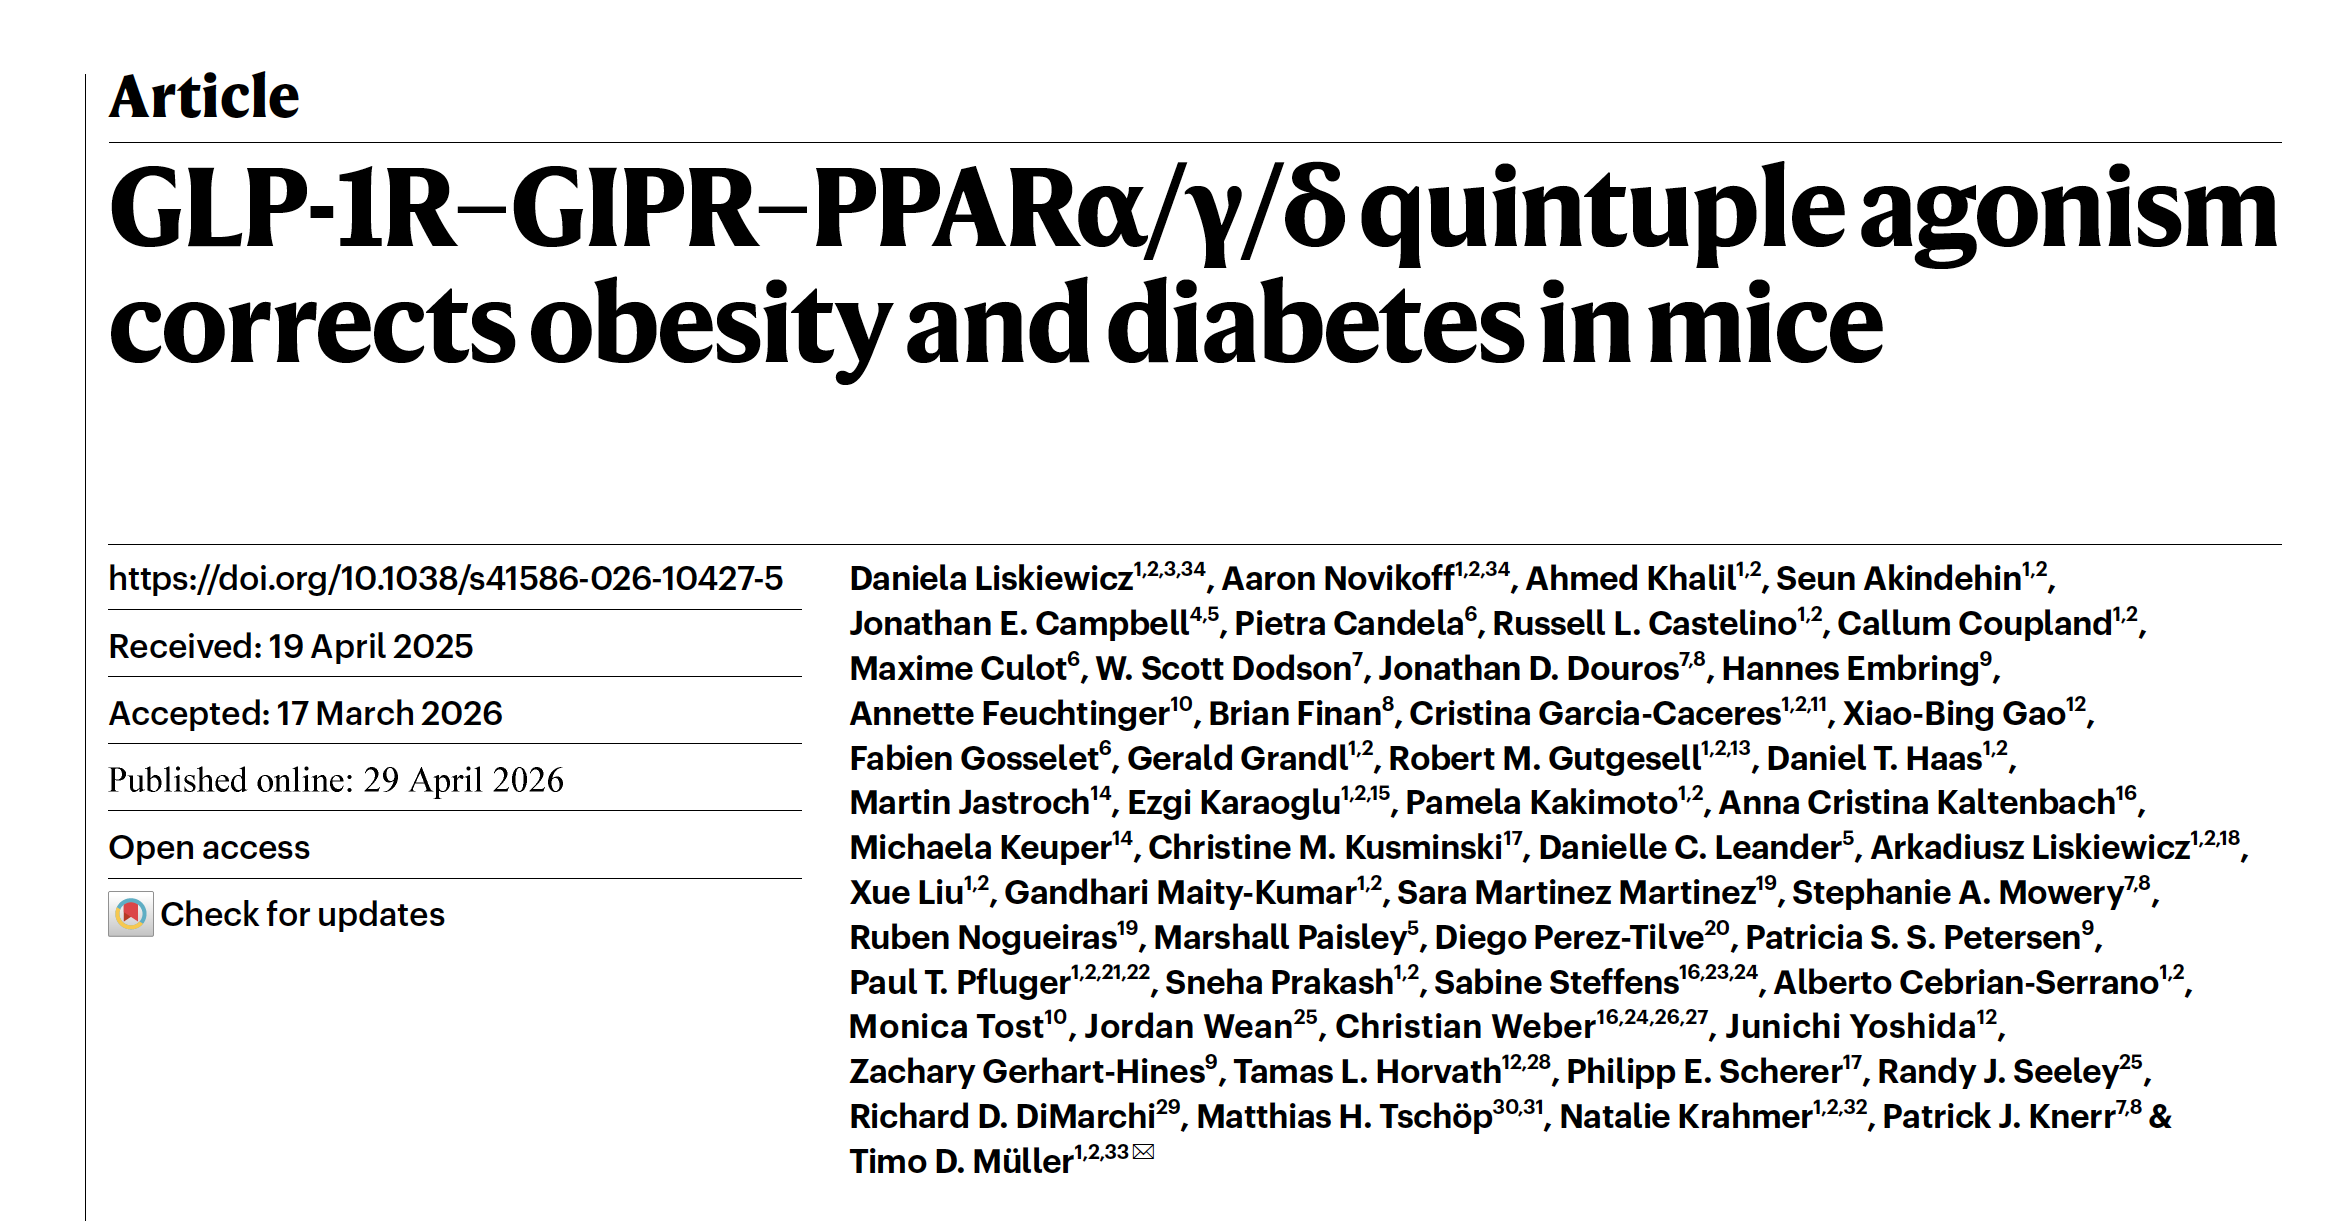 Article
GLP-1R–GIPR–PPARα/γ/δ quintuple agonism
corrects obesity and diabetes in mice
https://doi.org/10.1038/s41586-026-10427-5
Received: 19 April 2025
Accepted: 17 March 2026
Published online: 29 April 2026
Open access
Check for updates
Daniela Liskiewicz1,2,3,34, Aaron Novikoff1,2,34, Ahmed Khalil1,2, Seun Akindehin1,2,
Jonathan E. Campbell4,5, Pietra Candela6, Russell L. Castelino1,2, Callum Coupland1,2,
Maxime Culot6, W. Scott Dodson7, Jonathan D. Douros7,8, Hannes Embring9,
Annette Feuchtinger10, Brian Finan8, Cristina Garcia-Caceres1,2,11, Xiao-Bing Gao12,
Fabien Gosselet6, Gerald Grandl1,2, Robert M. Gutgesell1,2,13, Daniel T. Haas1,2,
Martin Jastroch14, Ezgi Karaoglu1,2,15, Pamela Kakimoto1,2, Anna Cristina Kaltenbach16,
Michaela Keuper14, Christine M. Kusminski17, Danielle C. Leander5, Arkadiusz Liskiewicz1,2,18,
Xue Liu1,2, Gandhari Maity-Kumar1,2, Sara Martinez Martinez19, Stephanie A. Mowery7,8,
Ruben Nogueiras19, Marshall Paisley5, Diego Perez-Tilve20, Patricia S. S. Petersen9,
Paul T. Pfluger1,2,21,22, Sneha Prakash1,2, Sabine Steffens16,23,24, Alberto Cebrian-Serrano1,2,
Monica Tost10, Jordan Wean25, Christian Weber16,24,26,27, Junichi Yoshida12,
Zachary Gerhart-Hines9, Tamas L. Horvath12,28, Philipp E. Scherer17, Randy J. Seeley25,
Richard D. DiMarchi29, Matthias H. Tschöp30,31, Natalie Krahmer1,2,32, Patrick J. Knerr7,8 &
Timo D. Müller1,2,33✉